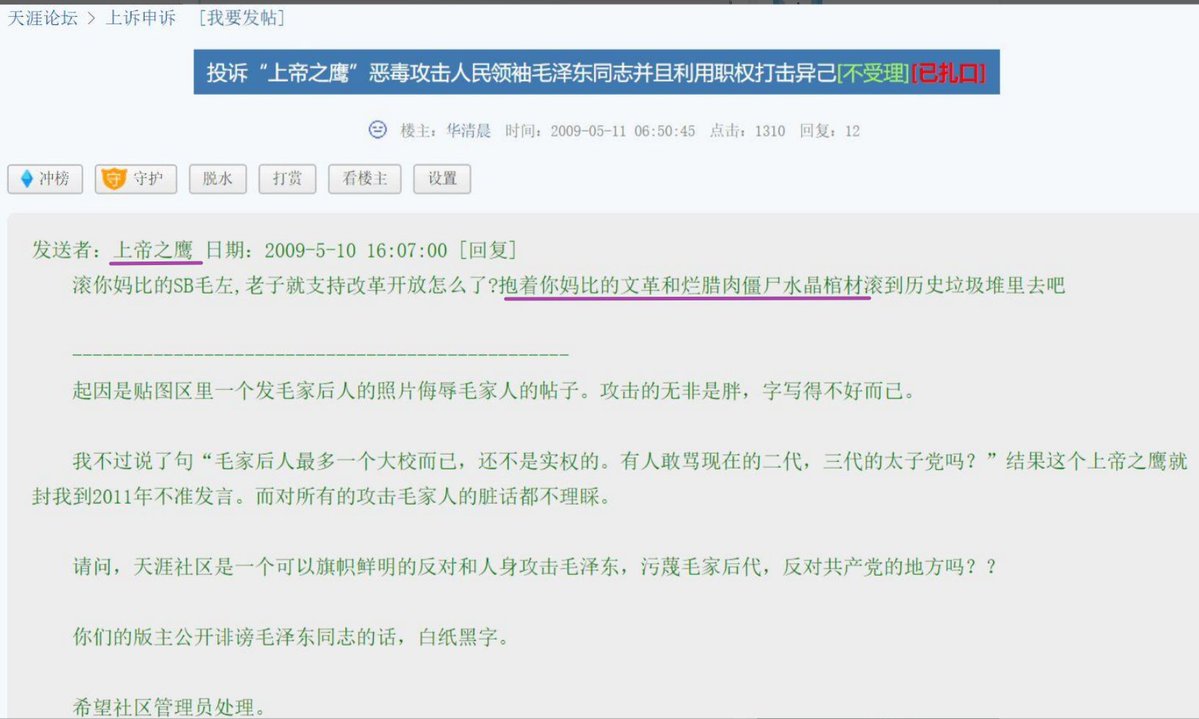 天涯论坛 > 上诉申诉 [我要发帖]
投诉“上帝之鹰”恶毒攻击人民领袖毛泽东同志并且利用职权打击异己[不受理][已扎口]
楼主：华清晨 时间：2009-05-11 06:50:45 点击：1310 回复：12
冲榜 守 守护 脱水 打赏 看楼主 设置
发送者：上帝之鹰 日期：2009-5-10 16:07:00 [回复]
滚你妈比的SB毛左,老子就支持改革开放怎么了?抱着你妈比的文革和烂腊肉僵尸水晶棺材滚到历史垃圾堆里去吧
--------------------------------------------------
起因是贴图区里一个发毛家后人的照片侮辱毛家人的帖子。攻击的无非是胖，字写得不好而已。
我不过说了句“毛家后人最多一个大校而已，还不是实权的。有人敢骂现在的二代，三代的太子党吗？”结果这个上帝之鹰就
封我到2011年不准发言。而对所有的攻击毛家人的脏话都不理睬。
请问，天涯社区是一个可以旗帜鲜明的反对和人身攻击毛泽东，污蔑毛家后代，反对共产党的地方吗？？
你们的版主公开诽谤毛泽东同志的话，白纸黑字。
希望社区管理员处理。